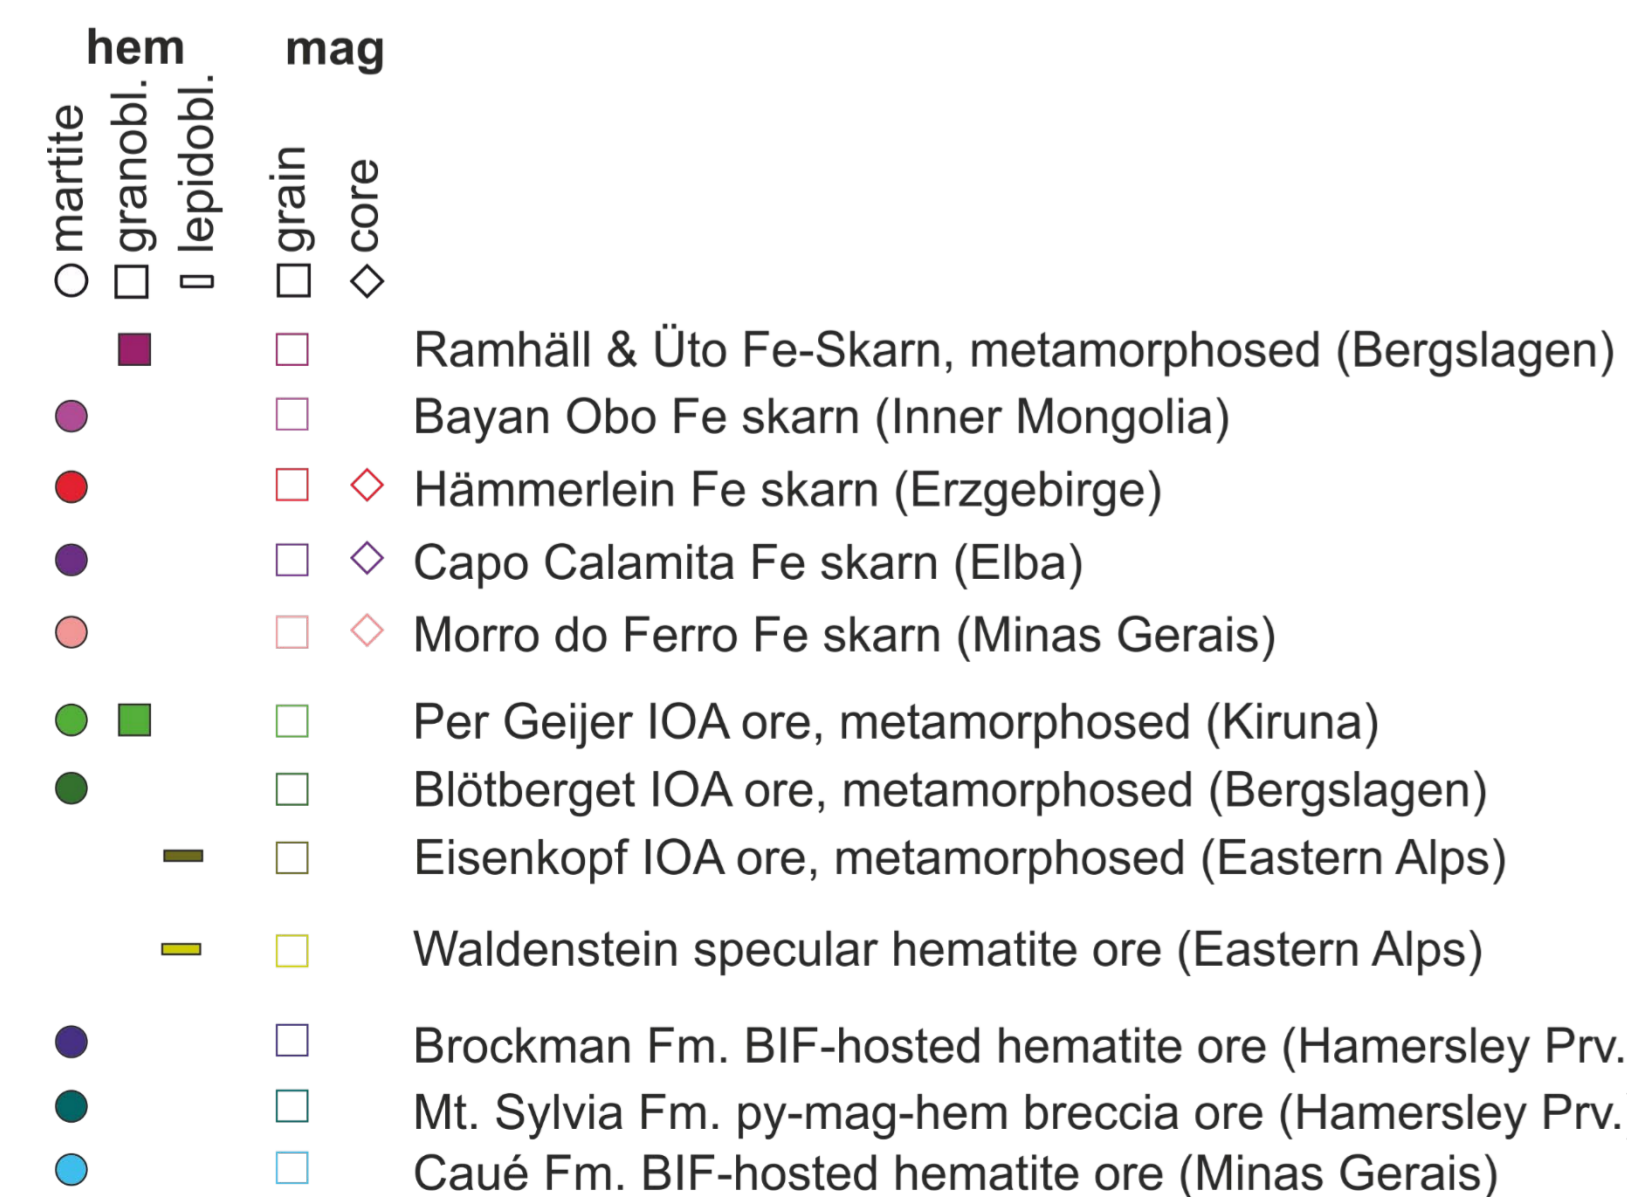 hem mag
martite granobl. lepidobl. grain core
Ramhäll & Üto Fe-Skarn, metamorphosed (Bergslagen)
Bayan Obo Fe skarn (Inner Mongolia)
Hämmerlein Fe skarn (Erzgebirge)
Capo Calamita Fe skarn (Elba)
Morro do Ferro Fe skarn (Minas Gerais)
Per Geijer IOA ore, metamorphosed (Kiruna)
Blötberget IOA ore, metamorphosed (Bergslagen)
Eisenkopf IOA ore, metamorphosed (Eastern Alps)
Waldenstein specular hematite ore (Eastern Alps)
Brockman Fm. BIF-hosted hematite ore (Hamersley Prv.
Mt. Sylvia Fm. py-mag-hem breccia ore (Hamersley Prv.
Caué Fm. BIF-hosted hematite ore (Minas Gerais)